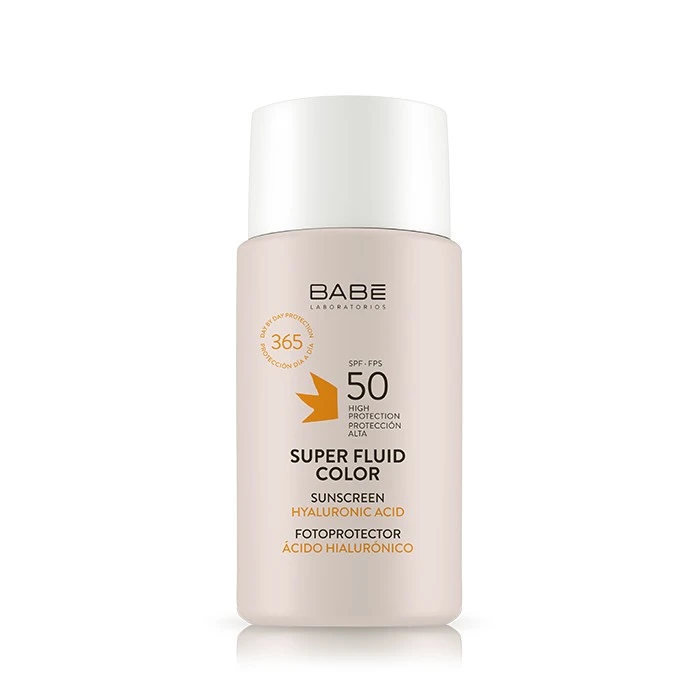 BABÉ
LABORATORIOS
DAY BY DAY PROTECTION
365
PROTECCIÓN DÍA A DÍA
SPF · FPS
50
HIGH
PROTECTION
PROTECCIÓN
ALTA
SUPER FLUID
COLOR
SUNSCREEN
HYALURONIC ACID
FOTOPROTECTOR
ÁCIDO HIALURÓNICO